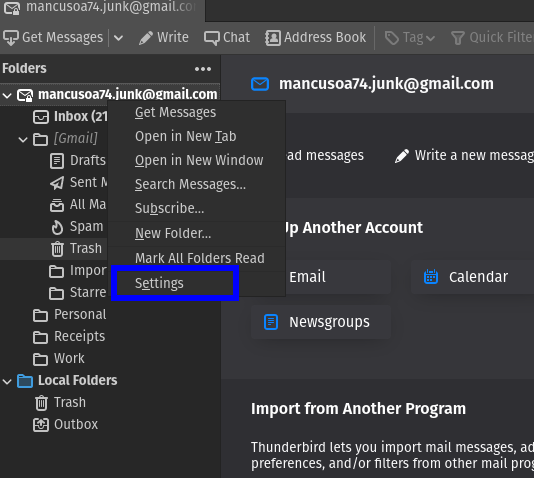 mancusoa74.junk@gmail.co
Get Messages Write Chat Address Book Tag Quick Filte
Folders
mancusoa74.junk@gmail.com
mancusoa74.junk@gmail.com
Get Messages
Inbox (21
Open in New Tab
[Gmail]
Drafts
Open in New Window
ad messages
Write a new messag
Sent M
Search Messages...
All Ma
Subscribe...
Spam
New Folder...
Up Another Account
Trash
Mark All Folders Read
Impor
Settings
Email
Calendar
Starre
Personal
Newsgroups
Receipts
Work
Local Folders
Trash
Import from Another Program
Outbox
Thunderbird lets you import mail messages, ad
preferences, and/or filters from other mail prog